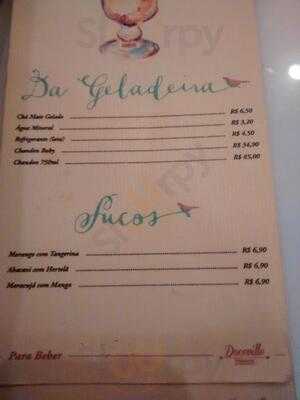 Da Geladeira
Chá Mate Gelado R$ 6,50
Água Mineral R$ 3,20
Refrigerante (lata) R$ 4,50
Chandon Baby R$ 34,90
Chandon 750ml R$ 85,00
Sucos
Morango com Tangerina R$ 6,90
Abacaxi com Hortelã R$ 6,90
Maracujá com Manga R$ 6,90
Para Beber